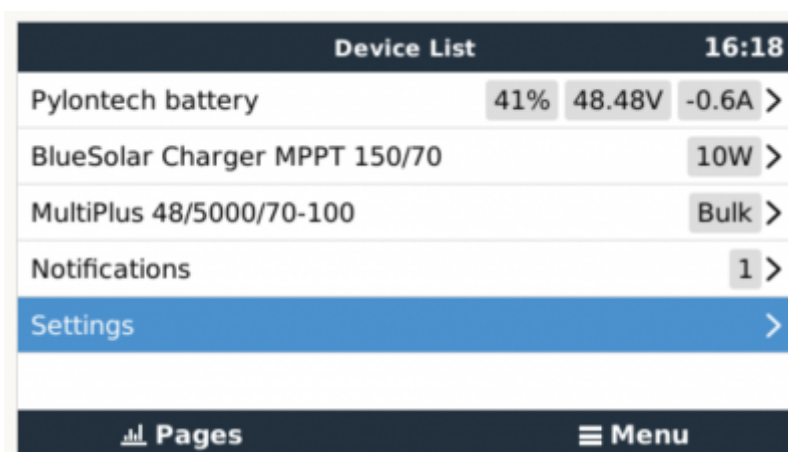 Device List 16:18
Pylontech battery 41% 48.48V -0.6A
BlueSolar Charger MPPT 150/70 10W
MultiPlus 48/5000/70-100 Bulk
Notifications 1
Settings
Pages Menu